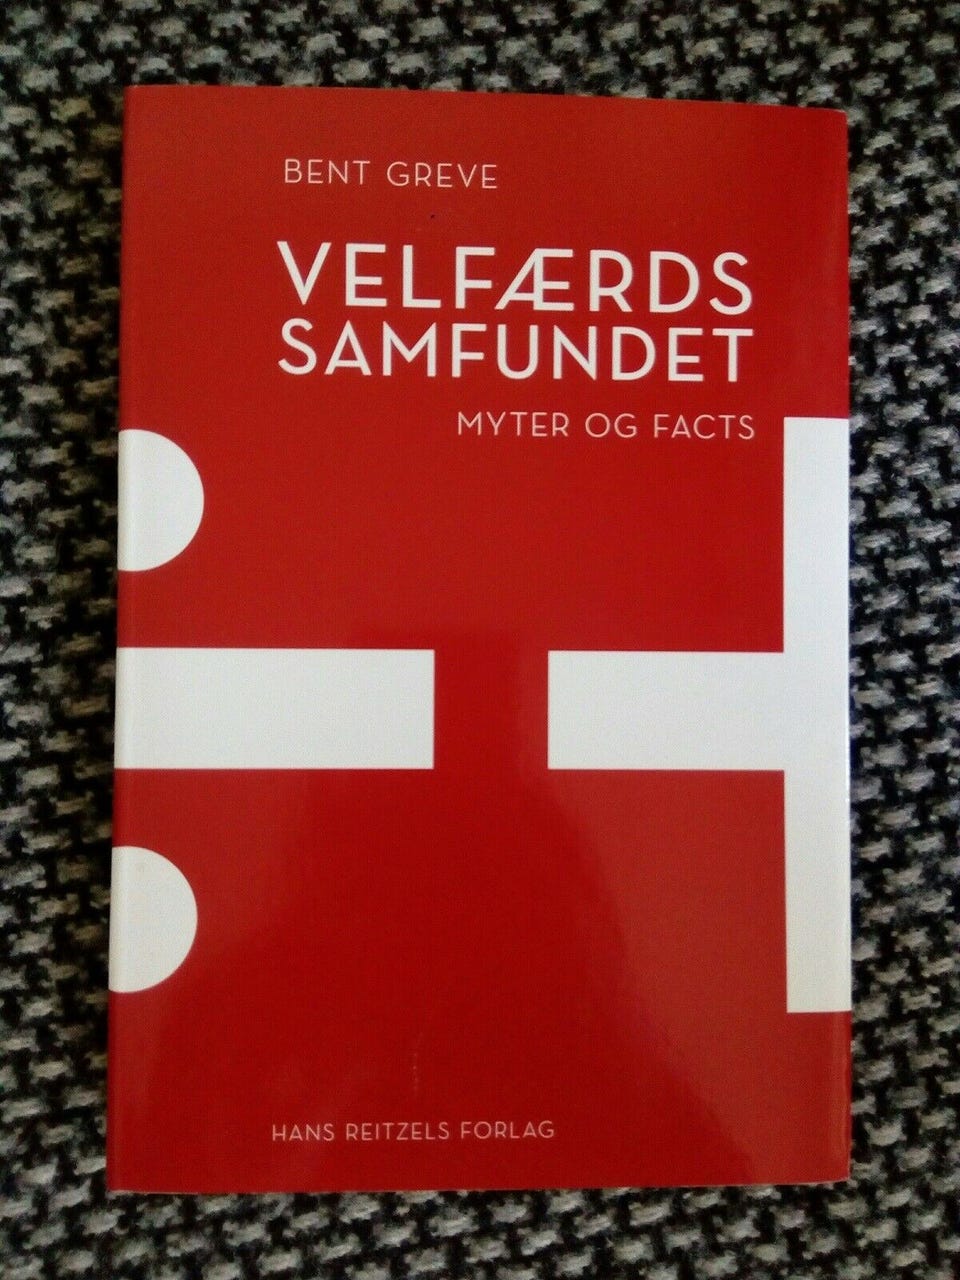 BENT GREVE
VELFÆRDS
SAMFUNDET
MYTER OG FACTS
HANS REITZELS FORLAG